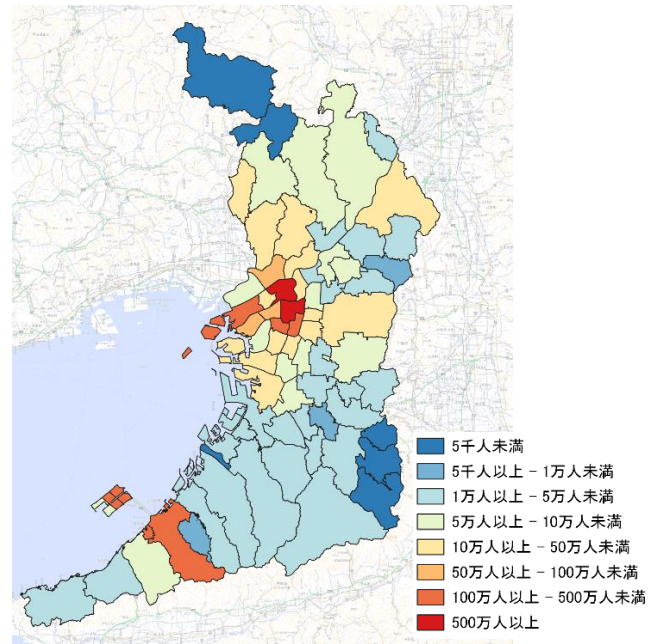 5千人未満
5千人以上 － 1万人未満
1万人以上 － 5万人未満
5万人以上 － 10万人未満
10万人以上 － 50万人未満
50万人以上 － 100万人未満
100万人以上 － 500万人未満
500万人以上